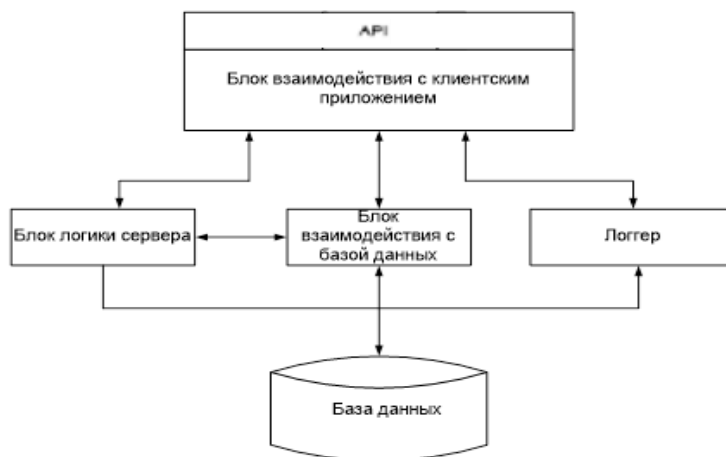 API
Блок взаимодействия с клиентским
приложением
Блок логики сервера
Блок
взаимодействия с
базой данных
Логгер
База данных